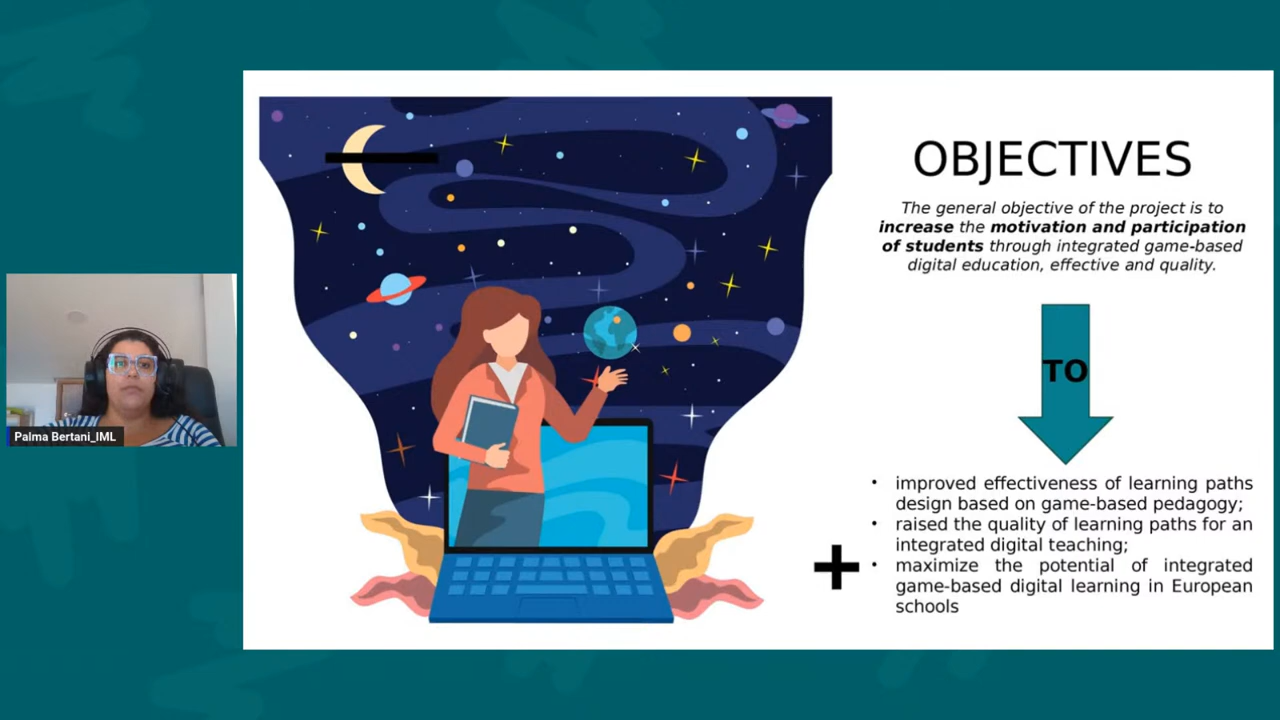 OBJECTIVES
The general objective of the project is to
increase the motivation and participation
of students through integrated game-based
digital education, effective and quality.
TO
• improved effectiveness of learning paths
design based on game-based pedagogy;
• raised the quality of learning paths for an
integrated digital teaching;
+
• maximize the potential of integrated
game-based digital learning in European
schools
Palma Bertani_IML